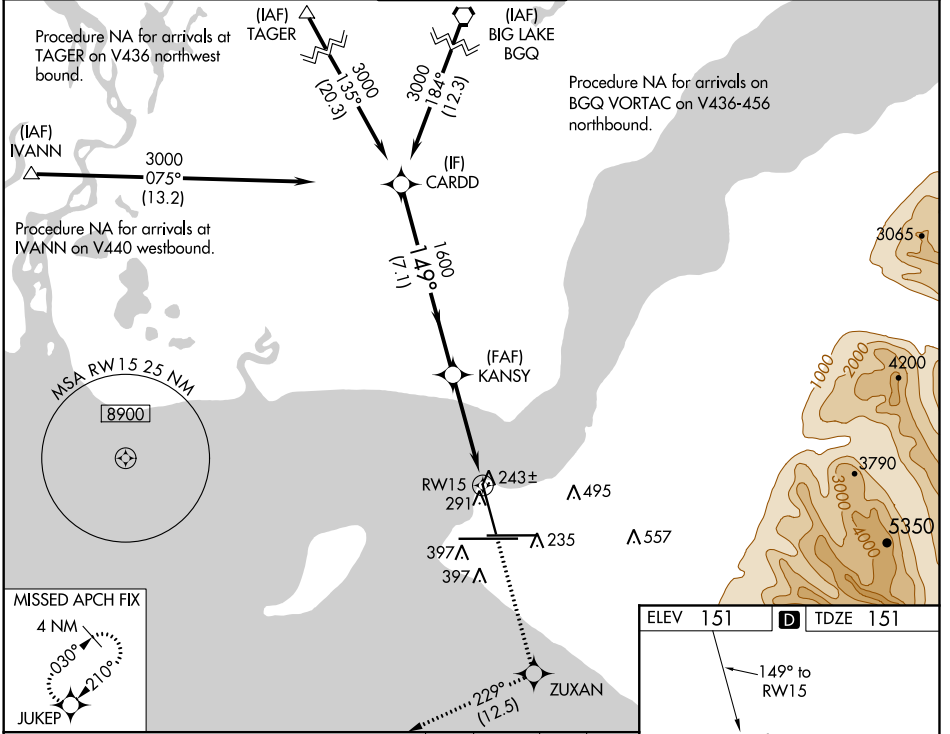 Procedure NA for arrivals at
TAGER on V436 northwest
bound.
(IAF)
TAGER
(IAF)
BIG LAKE
BGQ
3000
135°
(20.3)
3000
184°
(12.3)
Procedure NA for arrivals on
BGQ VORTAC on V436-456
northbound.
(IAF)
IVANN
3000
075°
(13.2)
(IF)
CARDD
Procedure NA for arrivals at
IVANN on V440 westbound.
1600
149°
(7.1)
3065
MSA RW15 25 NM
8900
(FAF)
KANSY
1000
2000
4200
3790
3000
4000
5350
RW15
243±
291
495
235
557
397
397
MISSED APCH FIX
4 NM
030°
210°
JUKEP
ZUXAN
229°
(12.5)
ELEV 151
D
TDZE 151
149° to
RW15